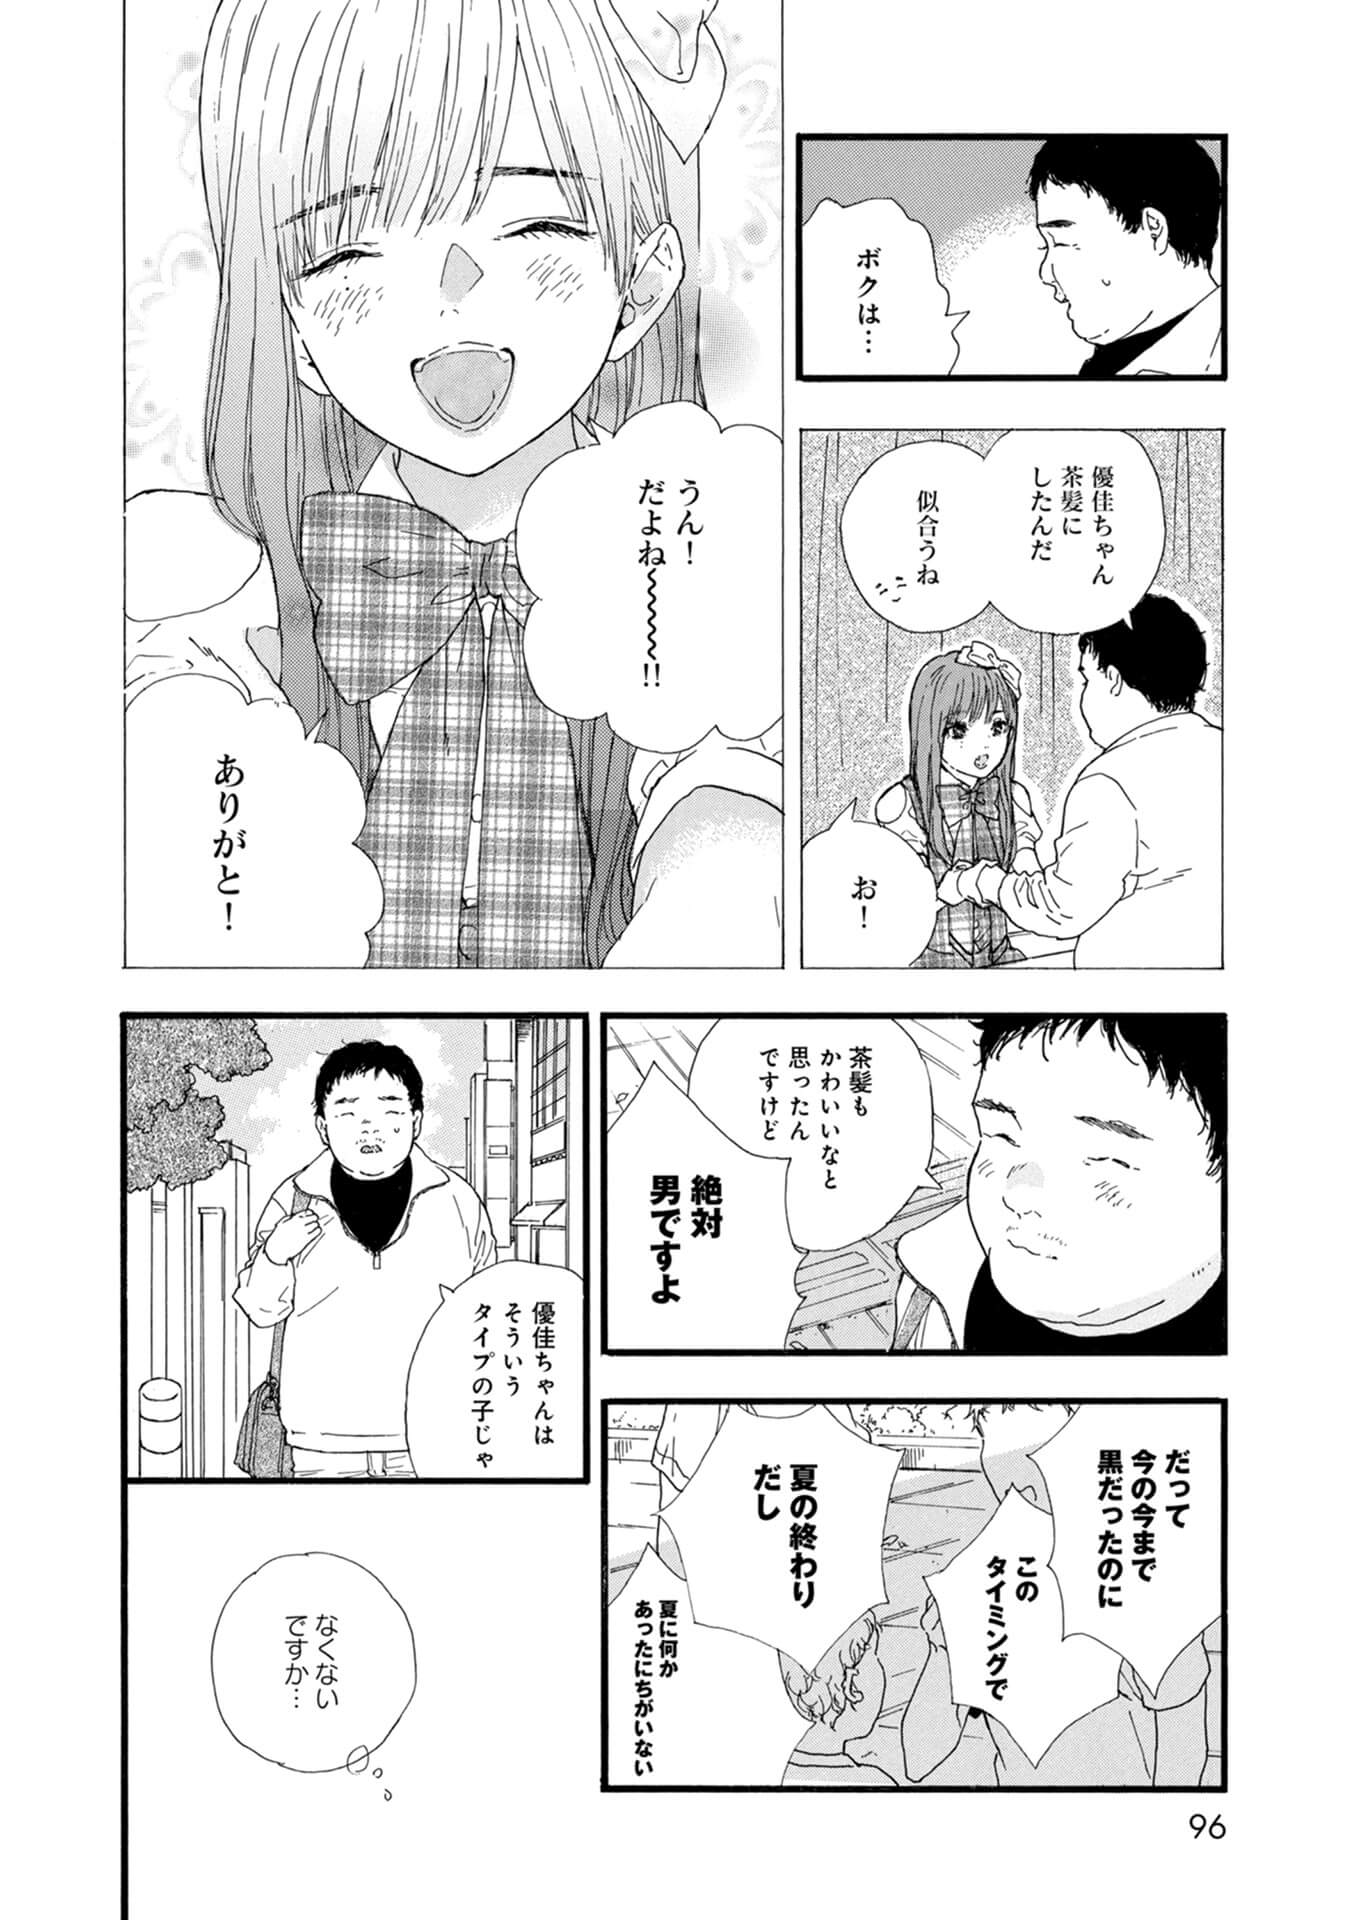 ボクは…
優佳ちゃん
茶髪に
したんだ
似合うね
お！
うん！
だよね〜〜〜〜!!
ありがと！
茶髪も
かわいいなと
思ったん
ですけど
絶対
男ですよ
だって
今の今まで
黒だったのに
この
タイミングで
夏の終わり
だし
夏に何か
あったにちがいない
優佳ちゃんは
そういう
タイプの子じゃ
なくない
ですか…
96